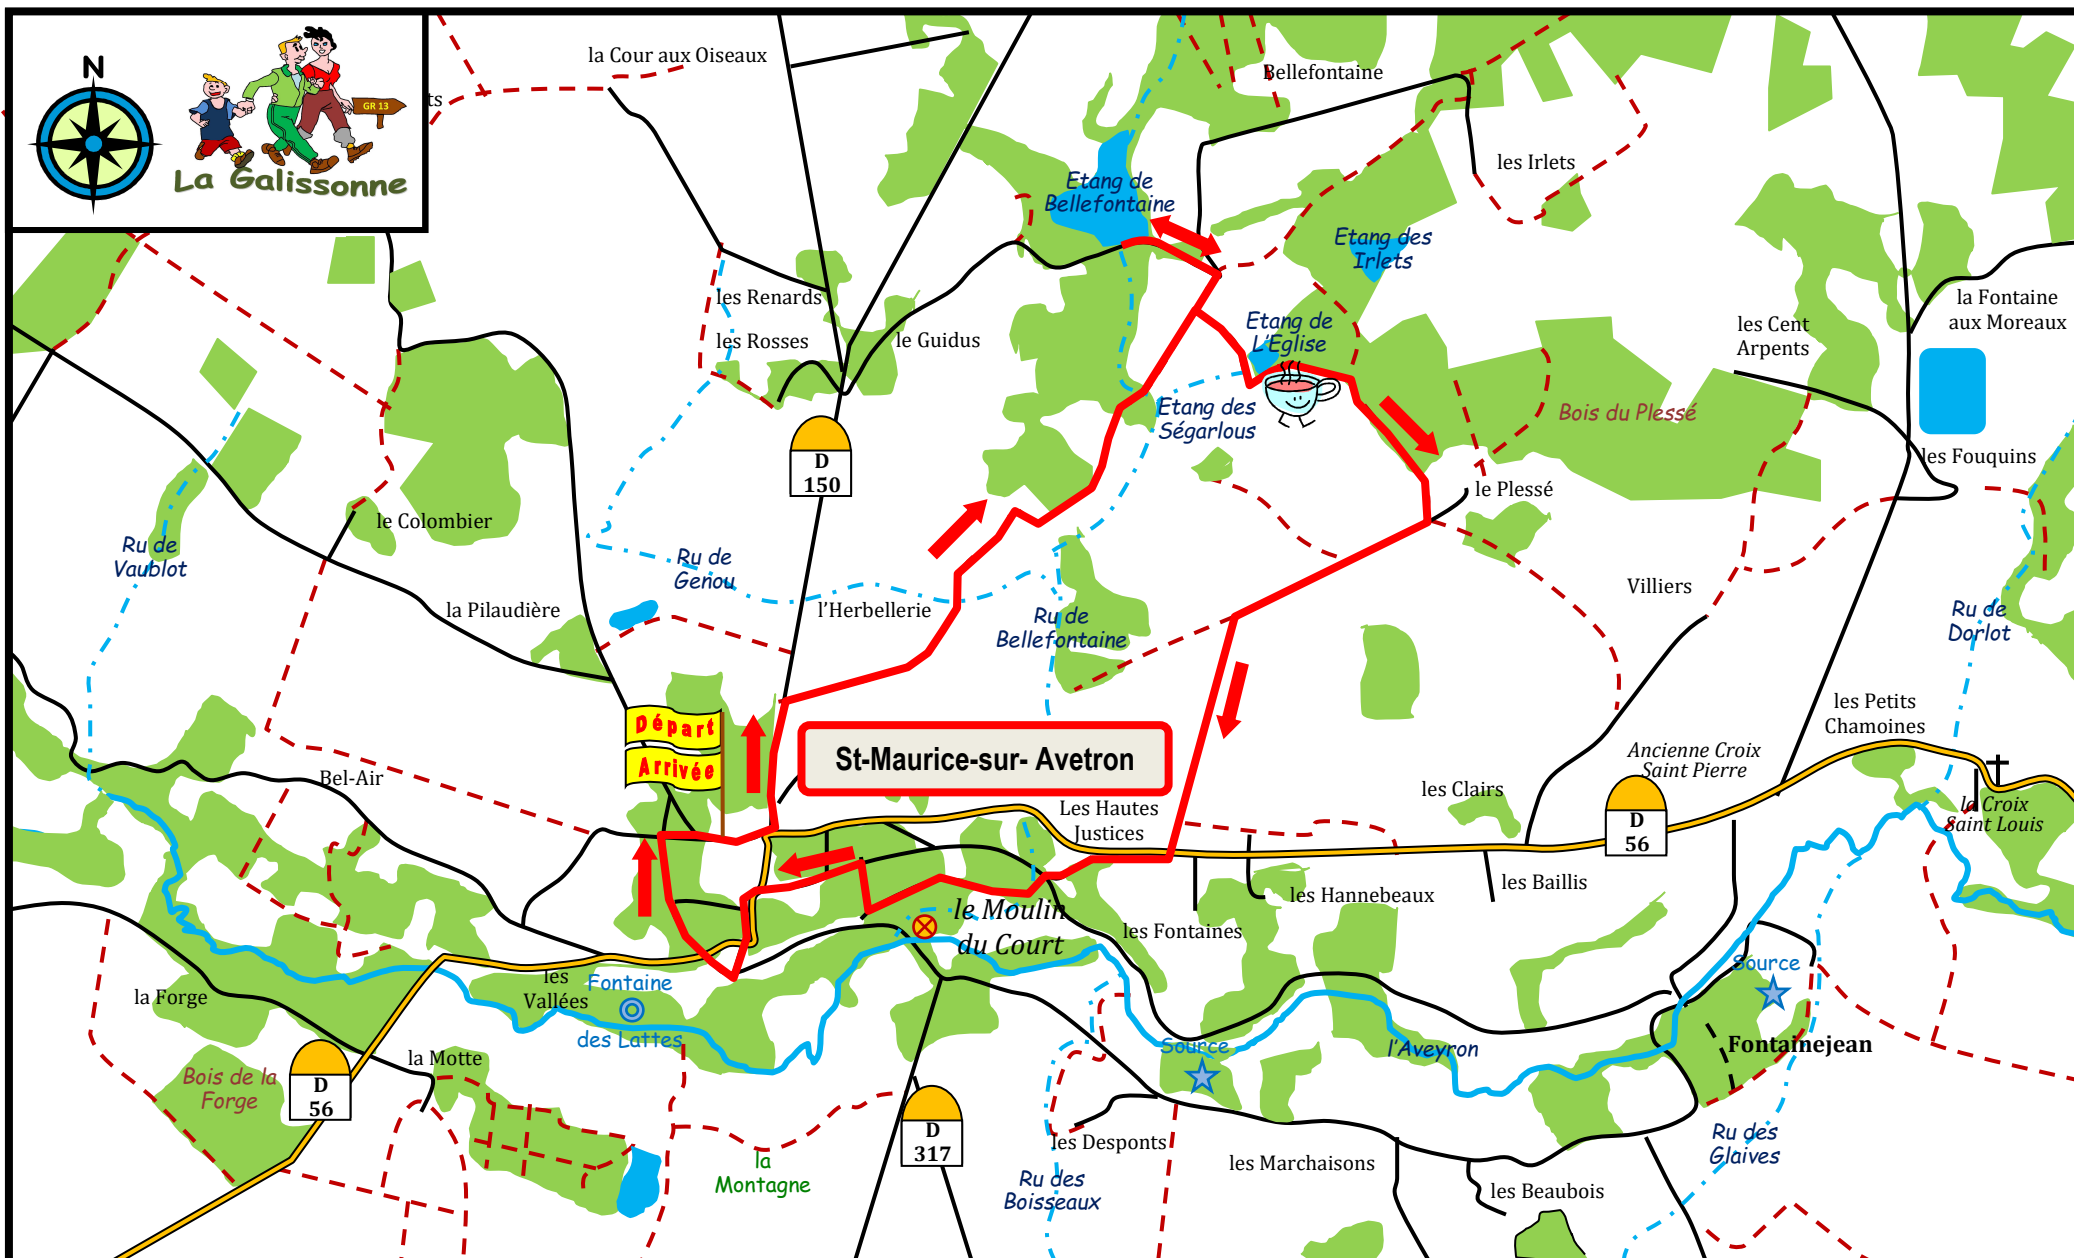 N
GR 13
La Galissonne
ts
la Cour aux Oiseaux
Bellefontaine
les Irlets
Etang de
Bellefontaine
Etang des
Irlets
les Renards
les Rosses
le Guidus
Etang de
L'Eglise
les Cent
Arpents
la Fontaine
aux Moreaux
Etang des
Ségarlous
Bois du Plessé
D
150
les Fouquins
le Plessé
le Colombier
Ru de
Vaublot
Ru de
Genou
la Pilaudière
l'Herbellerie
Ru de
Bellefontaine
Villiers
Ru de
Dorlot
Départ
Arrivée
St-Maurice-sur- Avetron
les Petits
Chamoines
Ancienne Croix
Saint Pierre
Bel-Air
les Clairs
Les Hautes
Justices
D
56
la Croix
Saint Louis
les Hannebeaux
les Baillis
le Moulin
du Court
les Fontaines
la Forge
les
Vallées
Fontaine
des Lattes
Source
Source
l'Aveyron
Fontainejean
la Motte
Bois de la
Forge
D
56
D
317
la
Montagne
les Desponts
Ru des
Boisseaux
les Marchaisons
les Beaubois
Ru des
Glaives